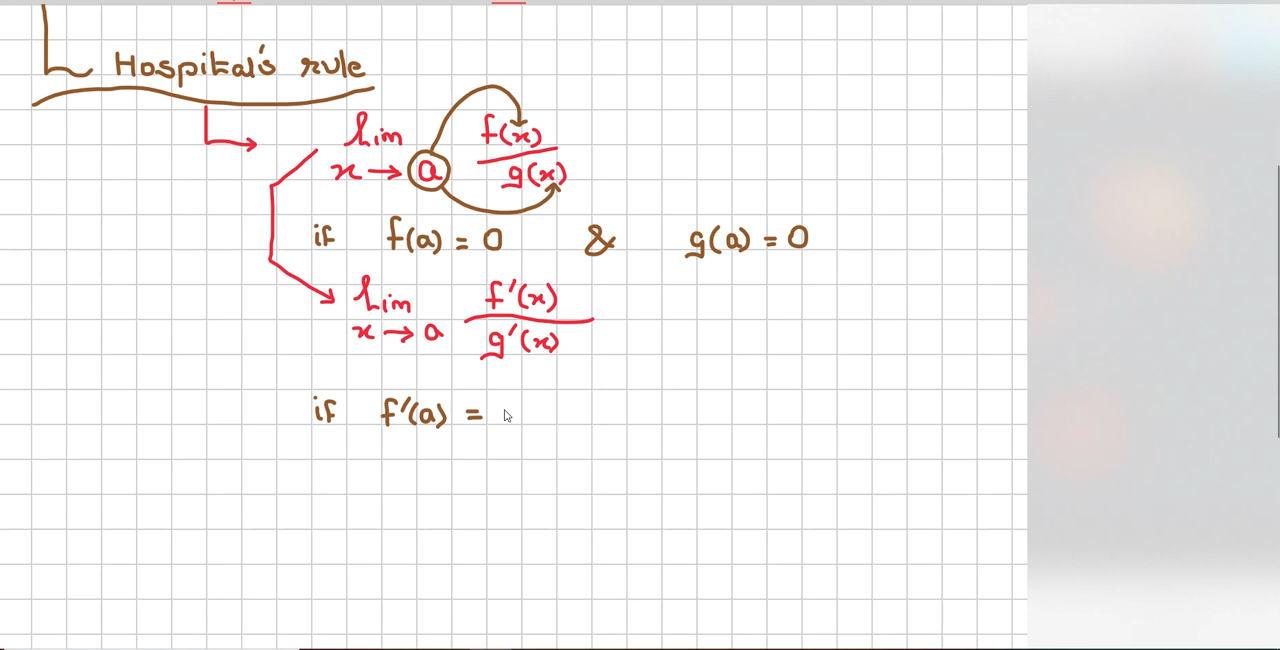 Hospital's rule
lim f(x)
x → a g(x)
if f(a) = 0 & g(a) = 0
lim f'(x)
x → a g'(x)
if f'(a) =